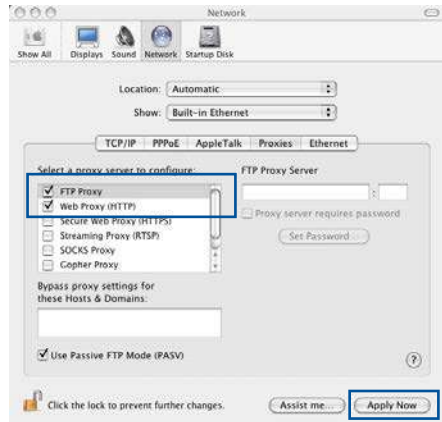 Network
Show All Displays Sound Network Startup Disk
Location: Automatic
Show: Built-in Ethernet
TCP/IP PPPoE AppleTalk Proxies Ethernet
Select a proxy server to configure: FTP Proxy Server
FTP Proxy
:
Web Proxy (HTTP)
Proxy server requires password
Secure Web Proxy (HTTPS)
Streaming Proxy (RTSP)
Set Password...
SOCKS Proxy
Gopher Proxy
Bypass proxy settings for
these Hosts & Domains:
Use Passive FTP Mode (PASV)
?
Click the lock to prevent further changes. Assist me... Apply Now